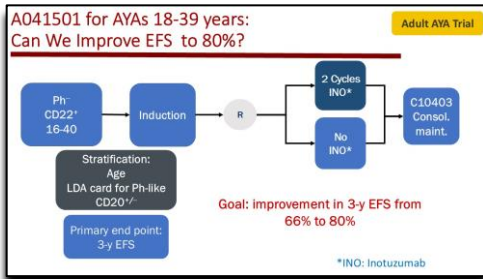 A041501 for AYAs 18-39 years:
Can We Improve EFS to 80%?
Adult AYA Trial
Ph⁻
CD22⁺
16-40
Induction
R
2 Cycles
INO*
No
INO*
C10403
Consol.
maint.
Stratification:
Age
LDA card for Ph-like
CD20⁺/⁻
Primary end point:
3-y EFS
Goal: improvement in 3-y EFS from
66% to 80%
*INO: Inotuzumab